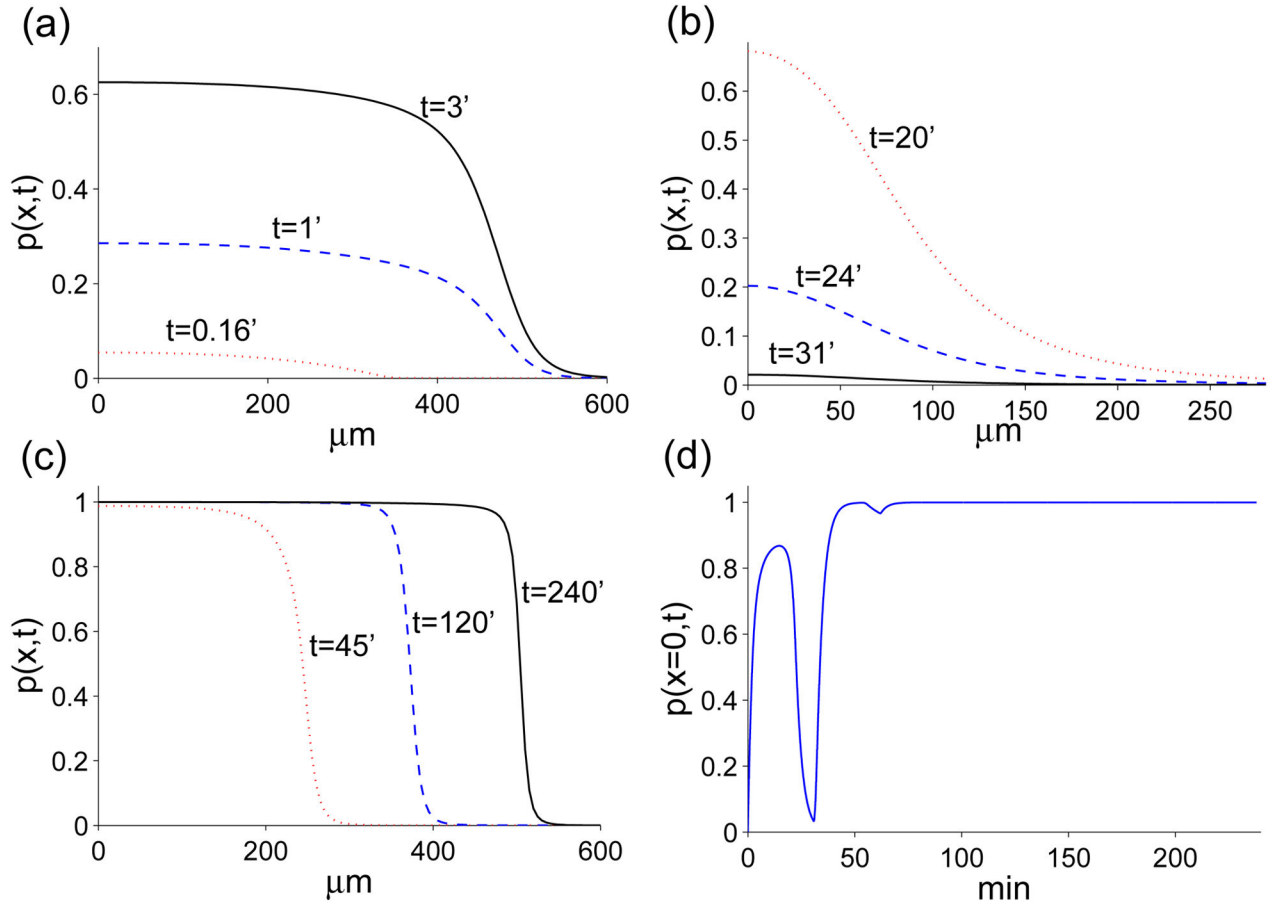 (a)
0.6
0.4
0.2
0
p(x,t)
t=3’
t=1’
t=0.16’
0
200
400
600
μm
(b)
0.6
0.5
0.4
0.3
0.2
0.1
0
p(x,t)
t=20’
t=24’
t=31’
0
50
100
150
200
250
μm
(c)
1
0.8
0.6
0.4
0.2
0
p(x,t)
t=45’
t=120’
t=240’
0
200
400
600
μm
(d)
1
0.8
0.6
0.4
0.2
0
p(x=0,t)
0
50
100
150
200
min